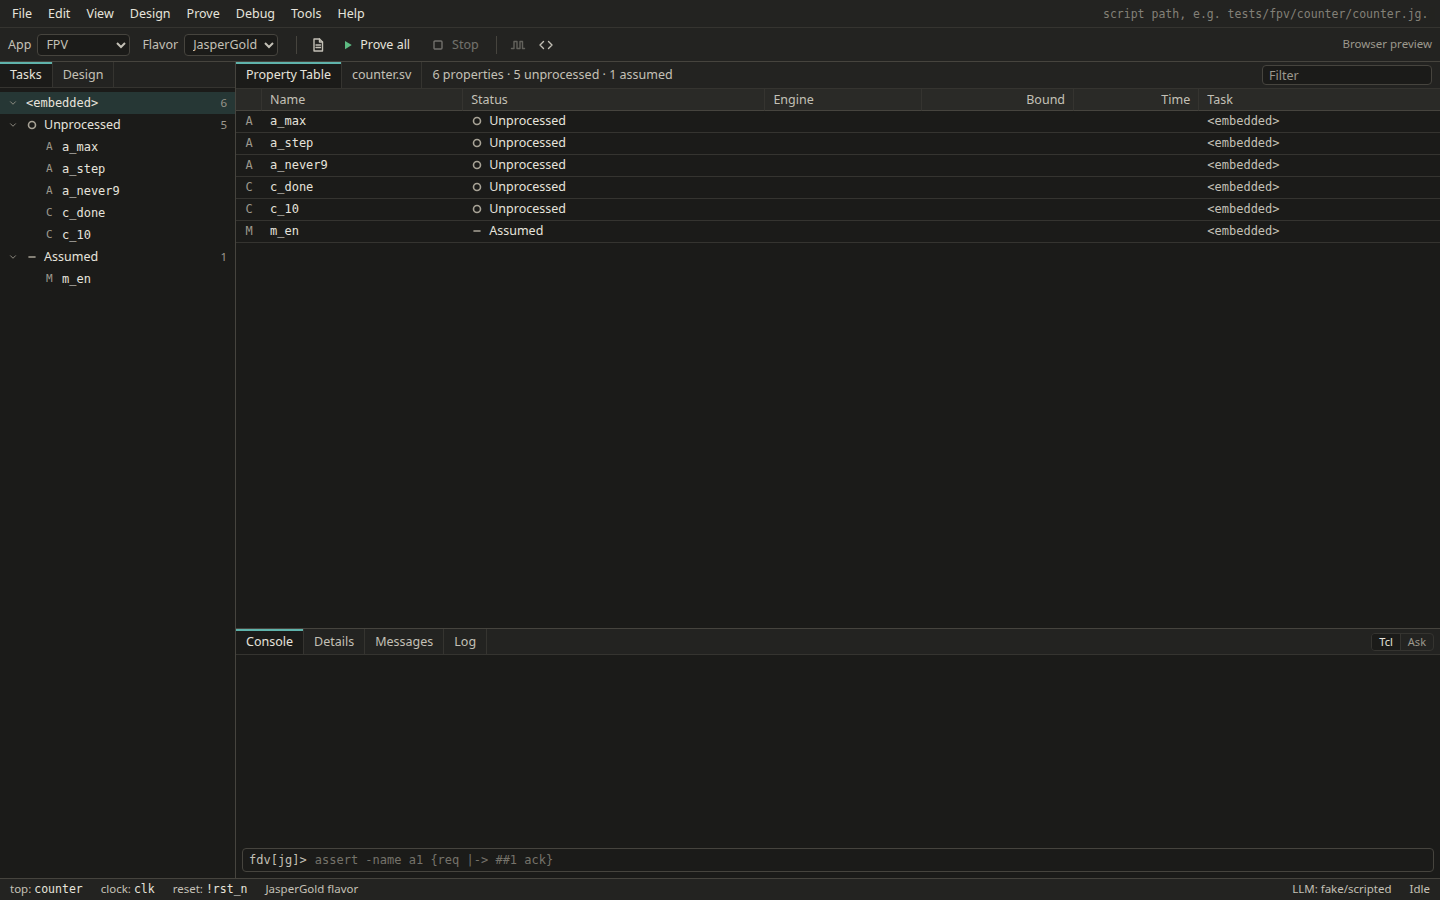 File Edit View Design Prove Debug Tools Help script path, e.g. tests/fpv/counter/counter.jg.
App FPV Flavor JasperGold Prove all Stop Browser preview
Tasks Design Property Table counter.sv 6 properties · 5 unprocessed · 1 assumed Filter
Name Status Engine Bound Time Task
<embedded> 6
Unprocessed 5
A a_max
A a_step
A a_never9
C c_done
C c_10
Assumed 1
M m_en
A a_max Unprocessed <embedded>
A a_step Unprocessed <embedded>
A a_never9 Unprocessed <embedded>
C c_done Unprocessed <embedded>
C c_10 Unprocessed <embedded>
M m_en Assumed <embedded>
Console Details Messages Log Tcl Ask
fdv[jg]> assert -name a1 {req |-> ##1 ack}
top: counter clock: clk reset: !rst_n JasperGold flavor LLM: fake/scripted Idle